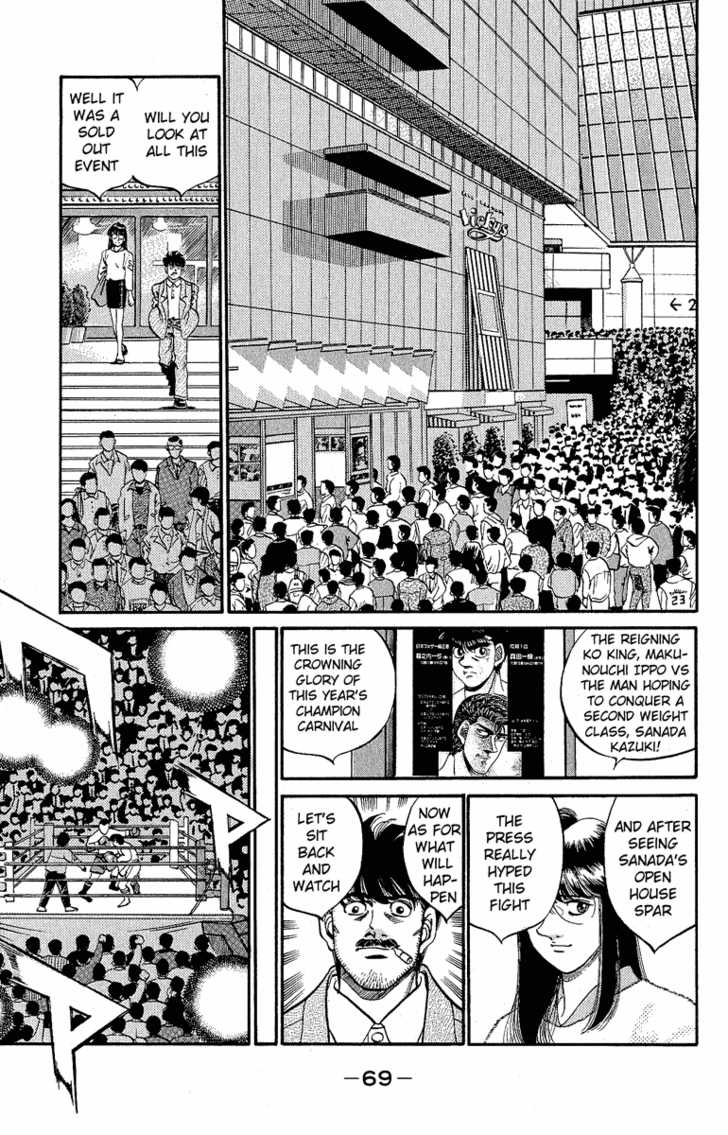 WILL YOU
LOOK AT
ALL THIS
WELL IT
WAS A
SOLD
OUT
EVENT
Vickys
←2
23
THE REIGNING
KO KING, MAKU-
NOUCHI IPPO VS
THE MAN HOPING
TO CONQUER A
SECOND WEIGHT
CLASS, SANADA
KAZUKI!
THIS IS THE
CROWNING
GLORY OF
THIS YEAR'S
CHAMPION
CARNIVAL
AND AFTER
SEEING
SANADA'S
OPEN
HOUSE
SPAR
THE
PRESS
REALLY
HYPED
THIS
FIGHT
NOW
AS FOR
WHAT
WILL
HAP-
PEN
LET'S
SIT
BACK
AND
WATCH
—69—